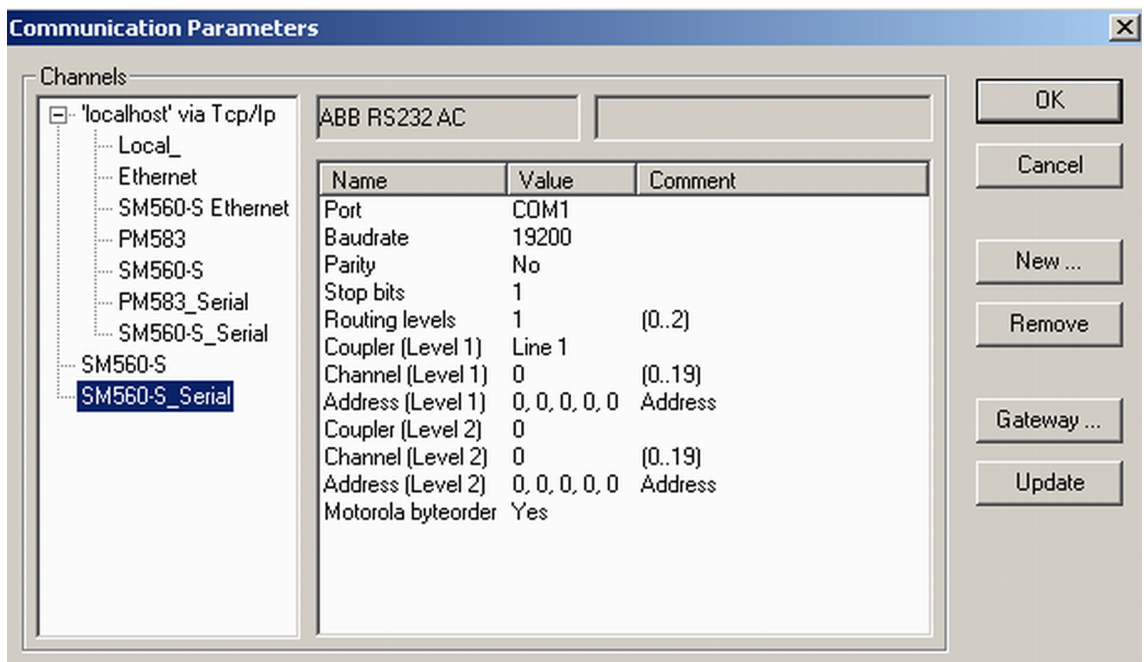 Communication Parameters
Channels
'localhost' via Tcp/Ip
Local_
Ethernet
SM560-S Ethernet
PM583
SM560-S
PM583_Serial
SM560-S_Serial
SM560-S
SM560-S_Serial
ABB RS232 AC
Name Value Comment
Port COM1
Baudrate 19200
Parity No
Stop bits 1
Routing levels 1 (0..2)
Coupler (Level 1) Line 1
Channel (Level 1) 0 (0..19)
Address (Level 1) 0, 0, 0, 0, 0 Address
Coupler (Level 2) 0
Channel (Level 2) 0 (0..19)
Address (Level 2) 0, 0, 0, 0, 0 Address
Motorola byteorder Yes
OK
Cancel
New ...
Remove
Gateway ...
Update